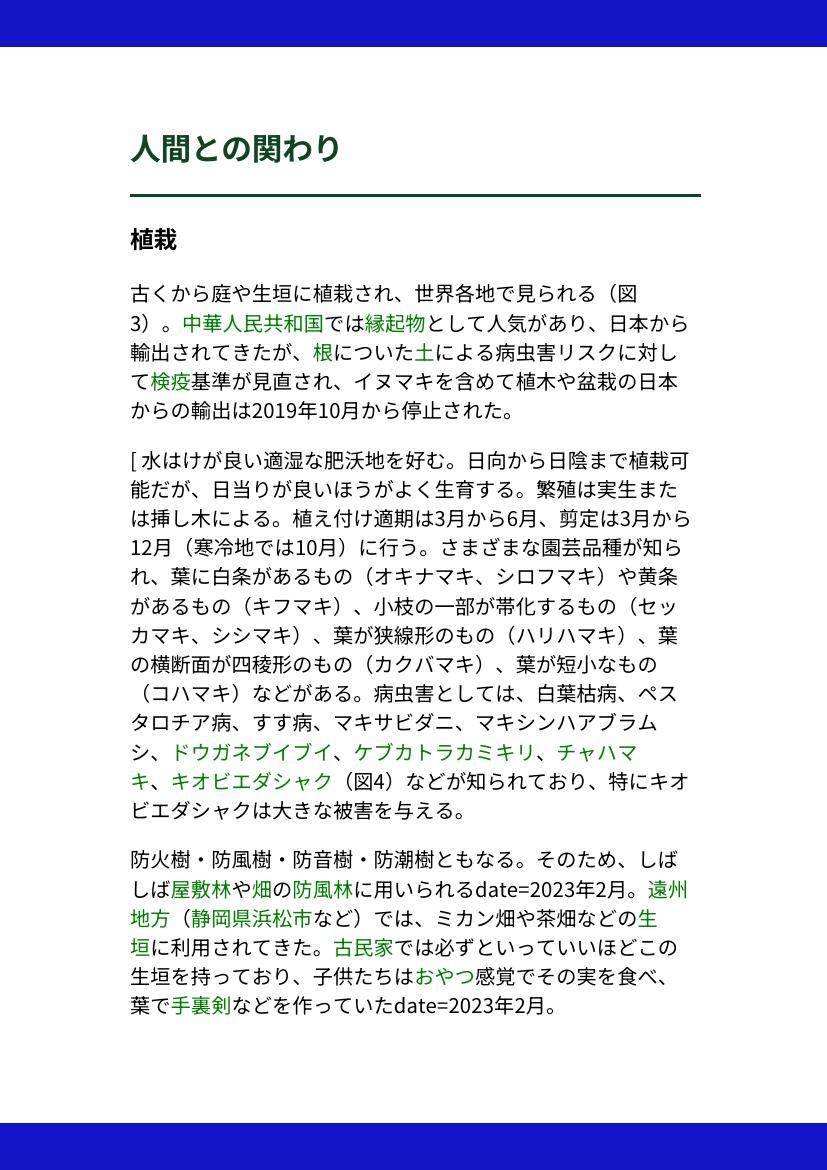 人間との関わり
植栽
古くから庭や生垣に植栽され、世界各地で見られる（図
3）。中華人民共和国では縁起物として人気があり、日本から
輸出されてきたが、根についた土による病虫害リスクに対し
て検疫基準が見直され、イヌマキを含めて植木や盆栽の日本
からの輸出は2019年10月から停止された。
[ 水はけが良い適湿な肥沃地を好む。日向から日陰まで植栽可
能だが、日当りが良いほうがよく生育する。繁殖は実生また
は挿し木による。植え付け適期は3月から6月、剪定は3月から
12月（寒冷地では10月）に行う。さまざまな園芸品種が知ら
れ、葉に白条があるもの（オキナマキ、シロフマキ）や黄条
があるもの（キフマキ）、小枝の一部が帯化するもの（セッ
カマキ、シシマキ）、葉が狭線形のもの（ハリハマキ）、葉
の横断面が四稜形のもの（カクバマキ）、葉が短小なもの
（コハマキ）などがある。病虫害としては、白葉枯病、ペス
タロチア病、すす病、マキサビダニ、マキシンハアブラム
シ、ドウガネブイブイ、ケブカトラカミキリ、チャハマ
キ、キオビエダシャク（図4）などが知られており、特にキオ
ビエダシャクは大きな被害を与える。
防火樹・防風樹・防音樹・防潮樹ともなる。そのため、しば
しば屋敷林や畑の防風林に用いられるdate=2023年2月。遠州
地方（静岡県浜松市など）では、ミカン畑や茶畑などの生
垣に利用されてきた。古民家では必ずといっていいほどこの
生垣を持っており、子供たちはおやつ感覚でその実を食べ、
葉で手裏剣などを作っていたdate=2023年2月。